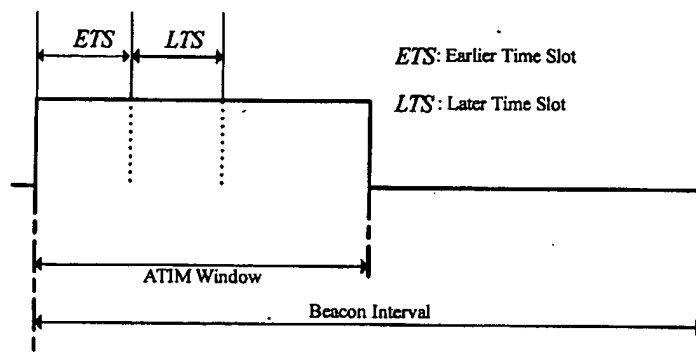 ETS LTS
ETS: Earlier Time Slot
LTS: Later Time Slot
ATIM Window
Beacon Interval